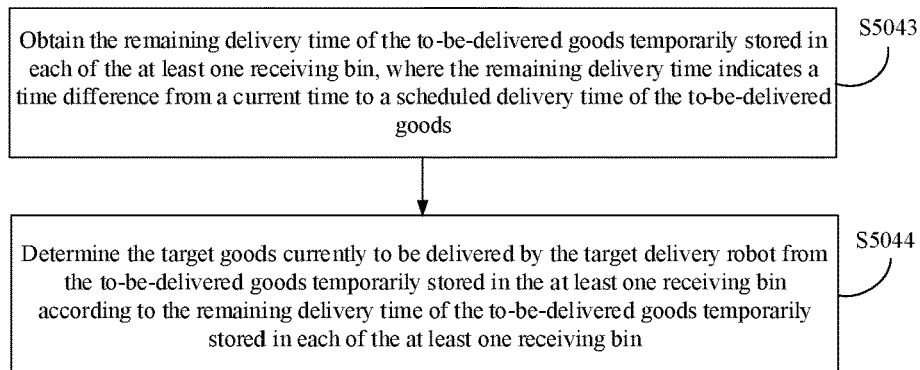 Obtain the remaining delivery time of the to-be-delivered goods temporarily stored in
each of the at least one receiving bin, where the remaining delivery time indicates a
time difference from a current time to a scheduled delivery time of the to-be-delivered
goods
S5043
Determine the target goods currently to be delivered by the target delivery robot from
the to-be-delivered goods temporarily stored in the at least one receiving bin
according to the remaining delivery time of the to-be-delivered goods temporarily
stored in each of the at least one receiving bin
S5044